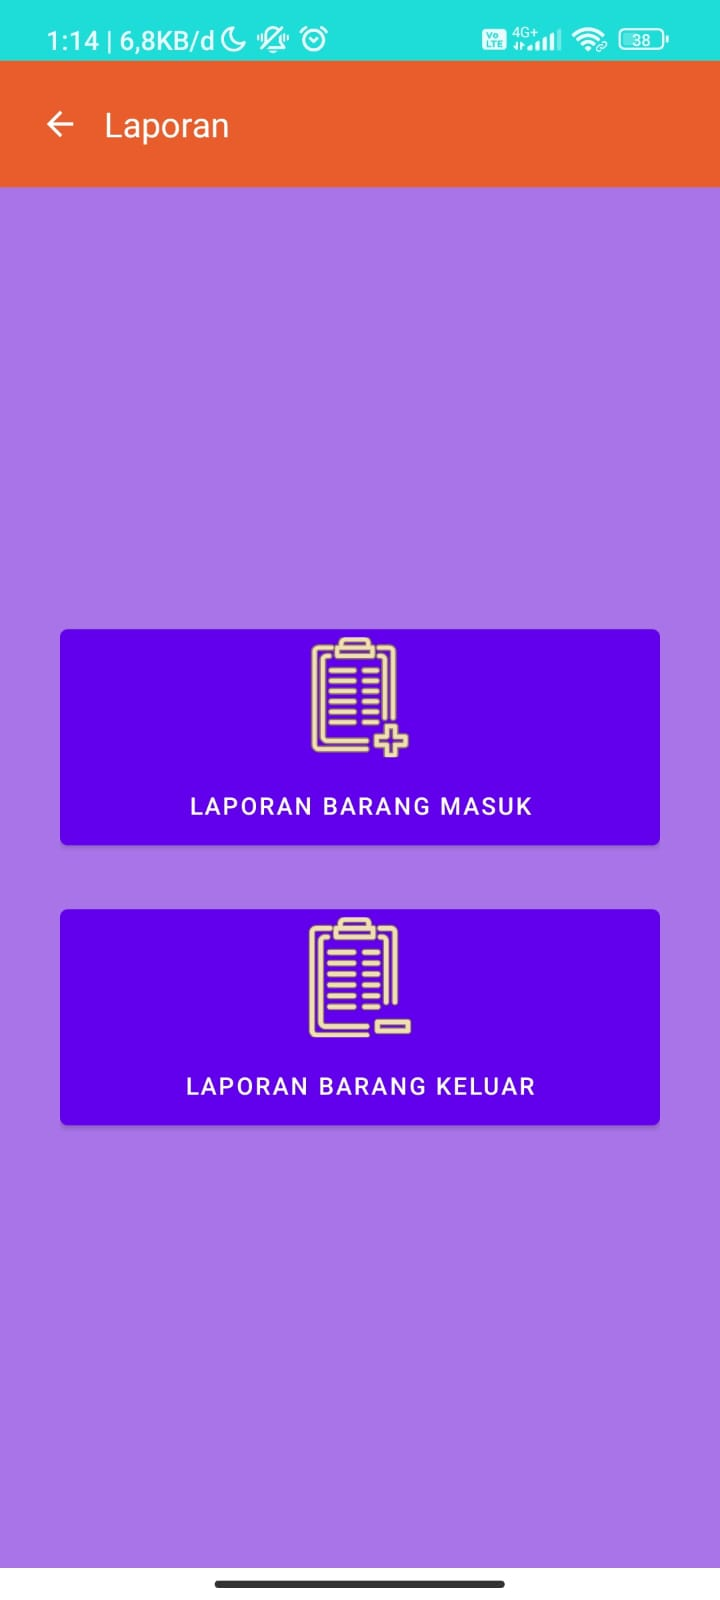 1:14 | 6,8KB/d Vo LTE 4G+ 38
Laporan
LAPORAN BARANG MASUK
LAPORAN BARANG KELUAR